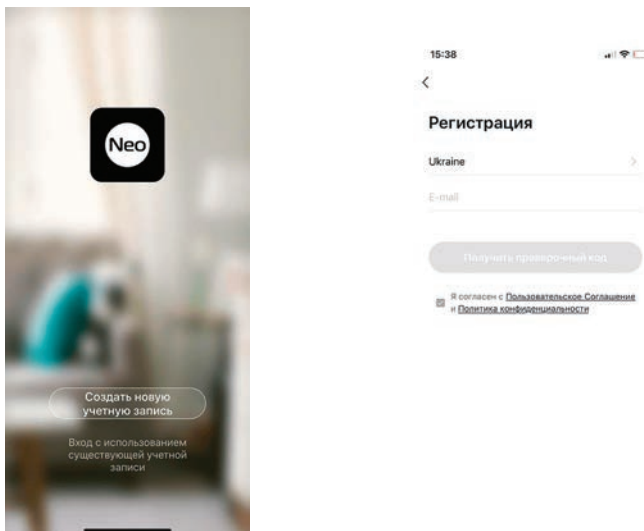 Neo
Создать новую
учетную запись
Вход с использованием
существующей учетной
записи
15:38
Регистрация
Ukraine
E-mail
Получить проверочный код
Я согласен с Пользовательское Соглашение
и Политика конфиденциальности